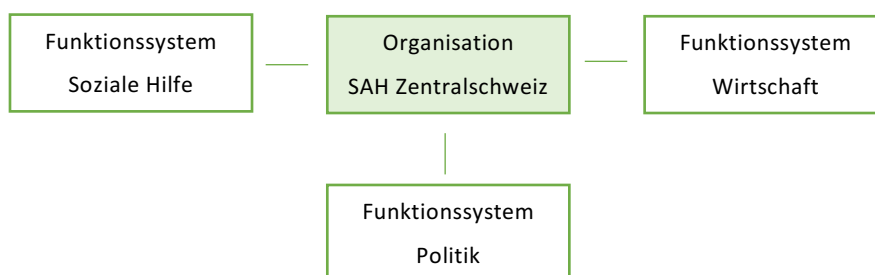 Funktionssystem
Soziale Hilfe
Organisation
SAH Zentralschweiz
Funktionssystem
Wirtschaft
Funktionssystem
Politik